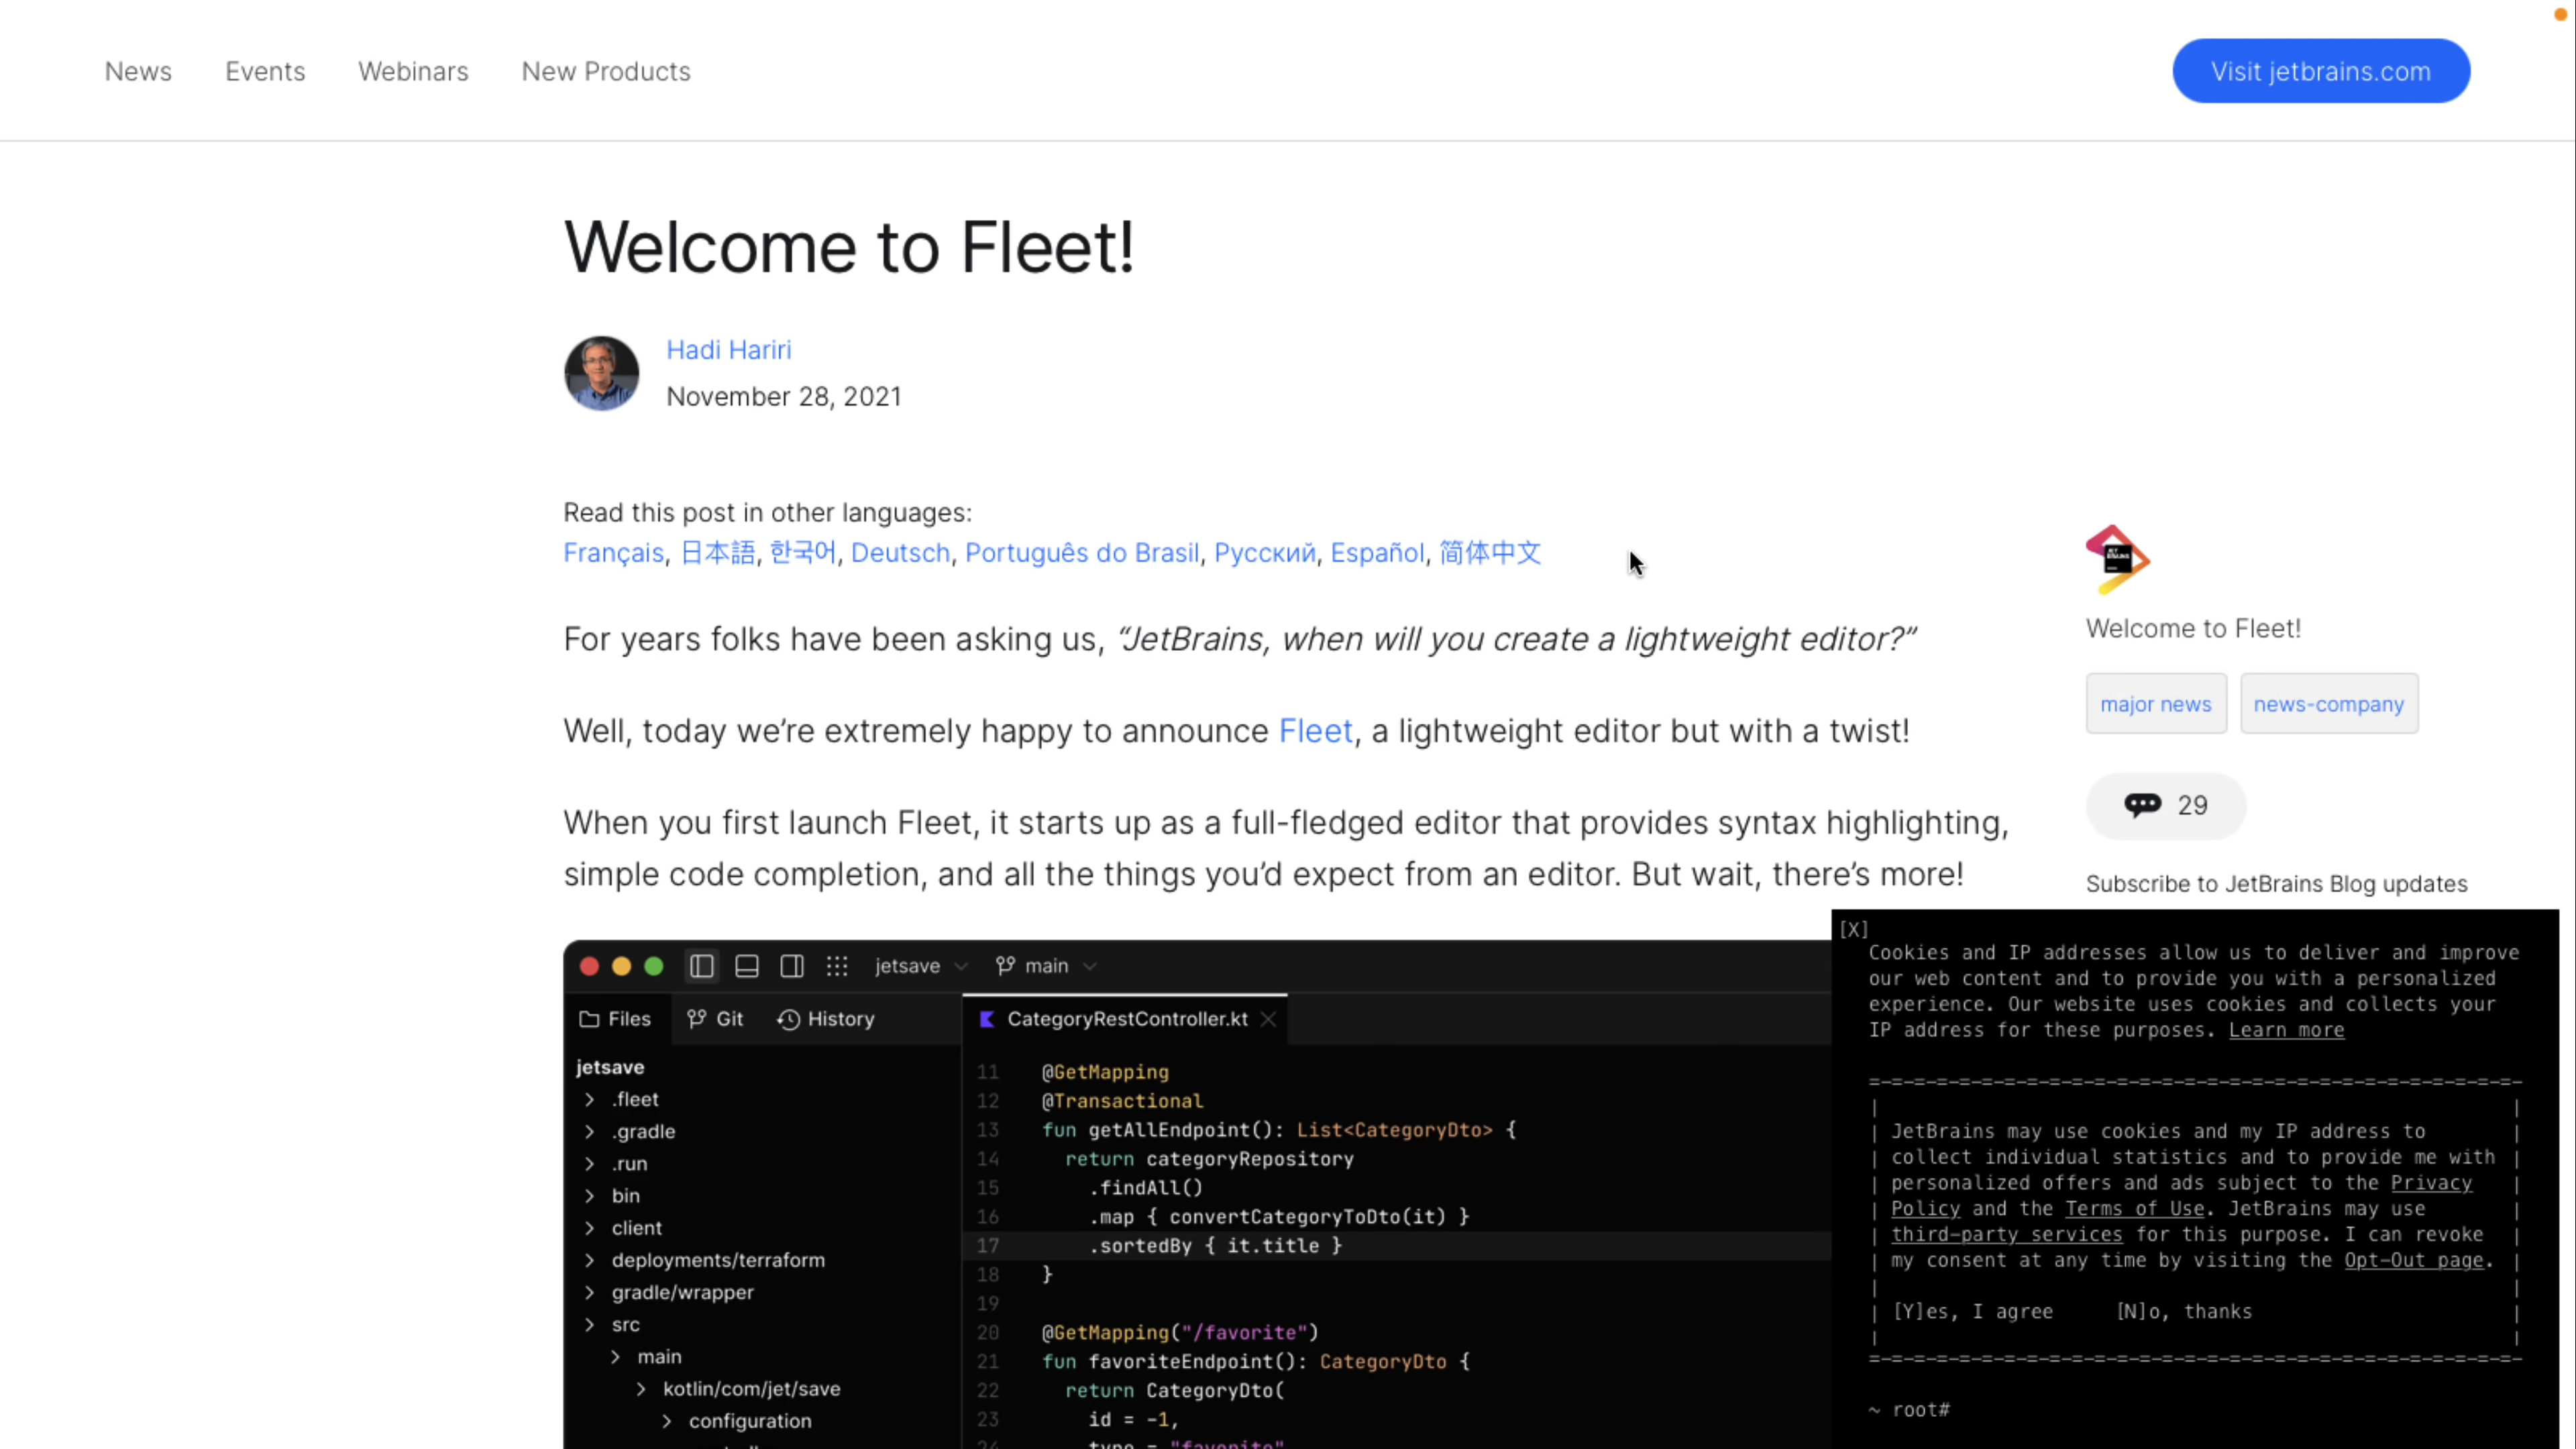 News Events Webinars New Products
Visit jetbrains.com
Welcome to Fleet!
Hadi Hariri
November 28, 2021
Read this post in other languages:
Français, 日本語, 한국어, Deutsch, Português do Brasil, Русский, Español, 简体中文
For years folks have been asking us, “JetBrains, when will you create a lightweight editor?”
Well, today we’re extremely happy to announce Fleet, a lightweight editor but with a twist!
When you first launch Fleet, it starts up as a full-fledged editor that provides syntax highlighting,
simple code completion, and all the things you’d expect from an editor. But wait, there’s more!
JET
BRAINS
Welcome to Fleet!
major news news-company
29
Subscribe to JetBrains Blog updates
jetsave main
Files Git History
jetsave
.fleet
.gradle
.run
bin
client
deployments/terraform
gradle/wrapper
src
main
kotlin/com/jet/save
configuration
CategoryRestController.kt
11 @GetMapping
12 @Transactional
13 fun getAllEndpoint(): List<CategoryDto> {
14 return categoryRepository
15 .findAll()
16 .map { convertCategoryToDto(it) }
17 .sortedBy { it.title }
18 }
19
20 @GetMapping("/favorite")
21 fun favoriteEndpoint(): CategoryDto {
22 return CategoryDto(
23 id = -1,
[X]
Cookies and IP addresses allow us to deliver and improve
our web content and to provide you with a personalized
experience. Our website uses cookies and collects your
IP address for these purposes. Learn more
JetBrains may use cookies and my IP address to
collect individual statistics and to provide me with
personalized offers and ads subject to the Privacy
Policy and the Terms of Use. JetBrains may use
third-party services for this purpose. I can revoke
my consent at any time by visiting the Opt-Out page.
[Y]es, I agree [N]o, thanks
~ root#